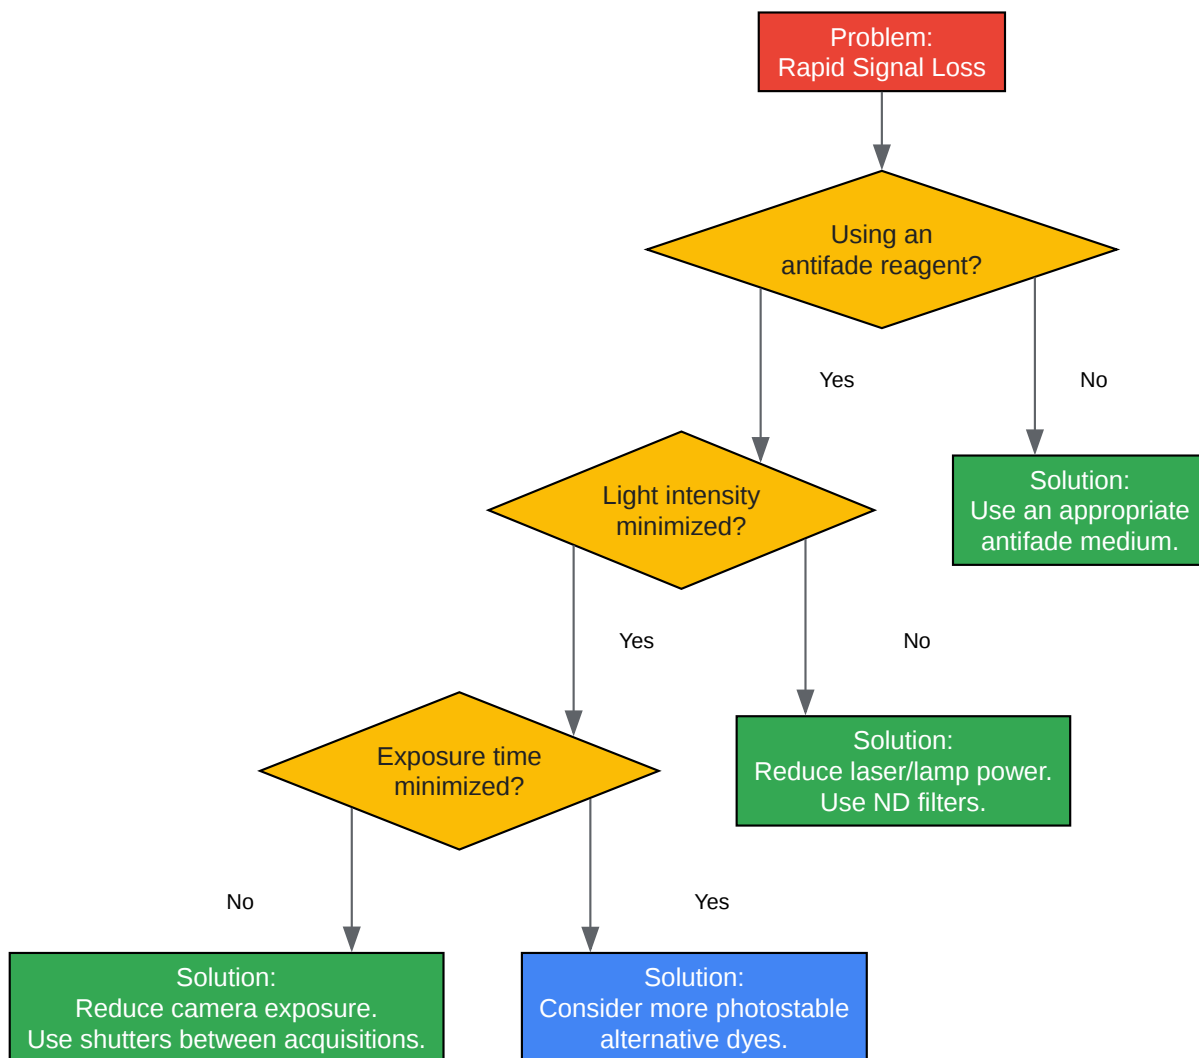 Problem:
Rapid Signal Loss
Using an
antifade reagent?
Yes
No
Light intensity
minimized?
Solution:
Use an appropriate
antifade medium.
Yes
No
Exposure time
minimized?
Solution:
Reduce laser/lamp power.
Use ND filters.
No
Yes
Solution:
Reduce camera exposure.
Use shutters between acquisitions.
Solution:
Consider more photostable
alternative dyes.